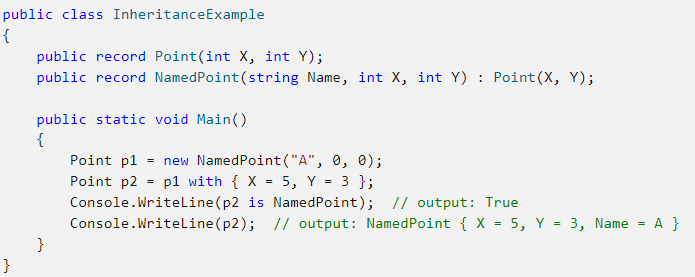 public class InheritanceExample
{
    public record Point(int X, int Y);
    public record NamedPoint(string Name, int X, int Y) : Point(X, Y);

    public static void Main()
    {
        Point p1 = new NamedPoint("A", 0, 0);
        Point p2 = p1 with { X = 5, Y = 3 };
        Console.WriteLine(p2 is NamedPoint);  // output: True
        Console.WriteLine(p2);  // output: NamedPoint { X = 5, Y = 3, Name = A }
    }
}